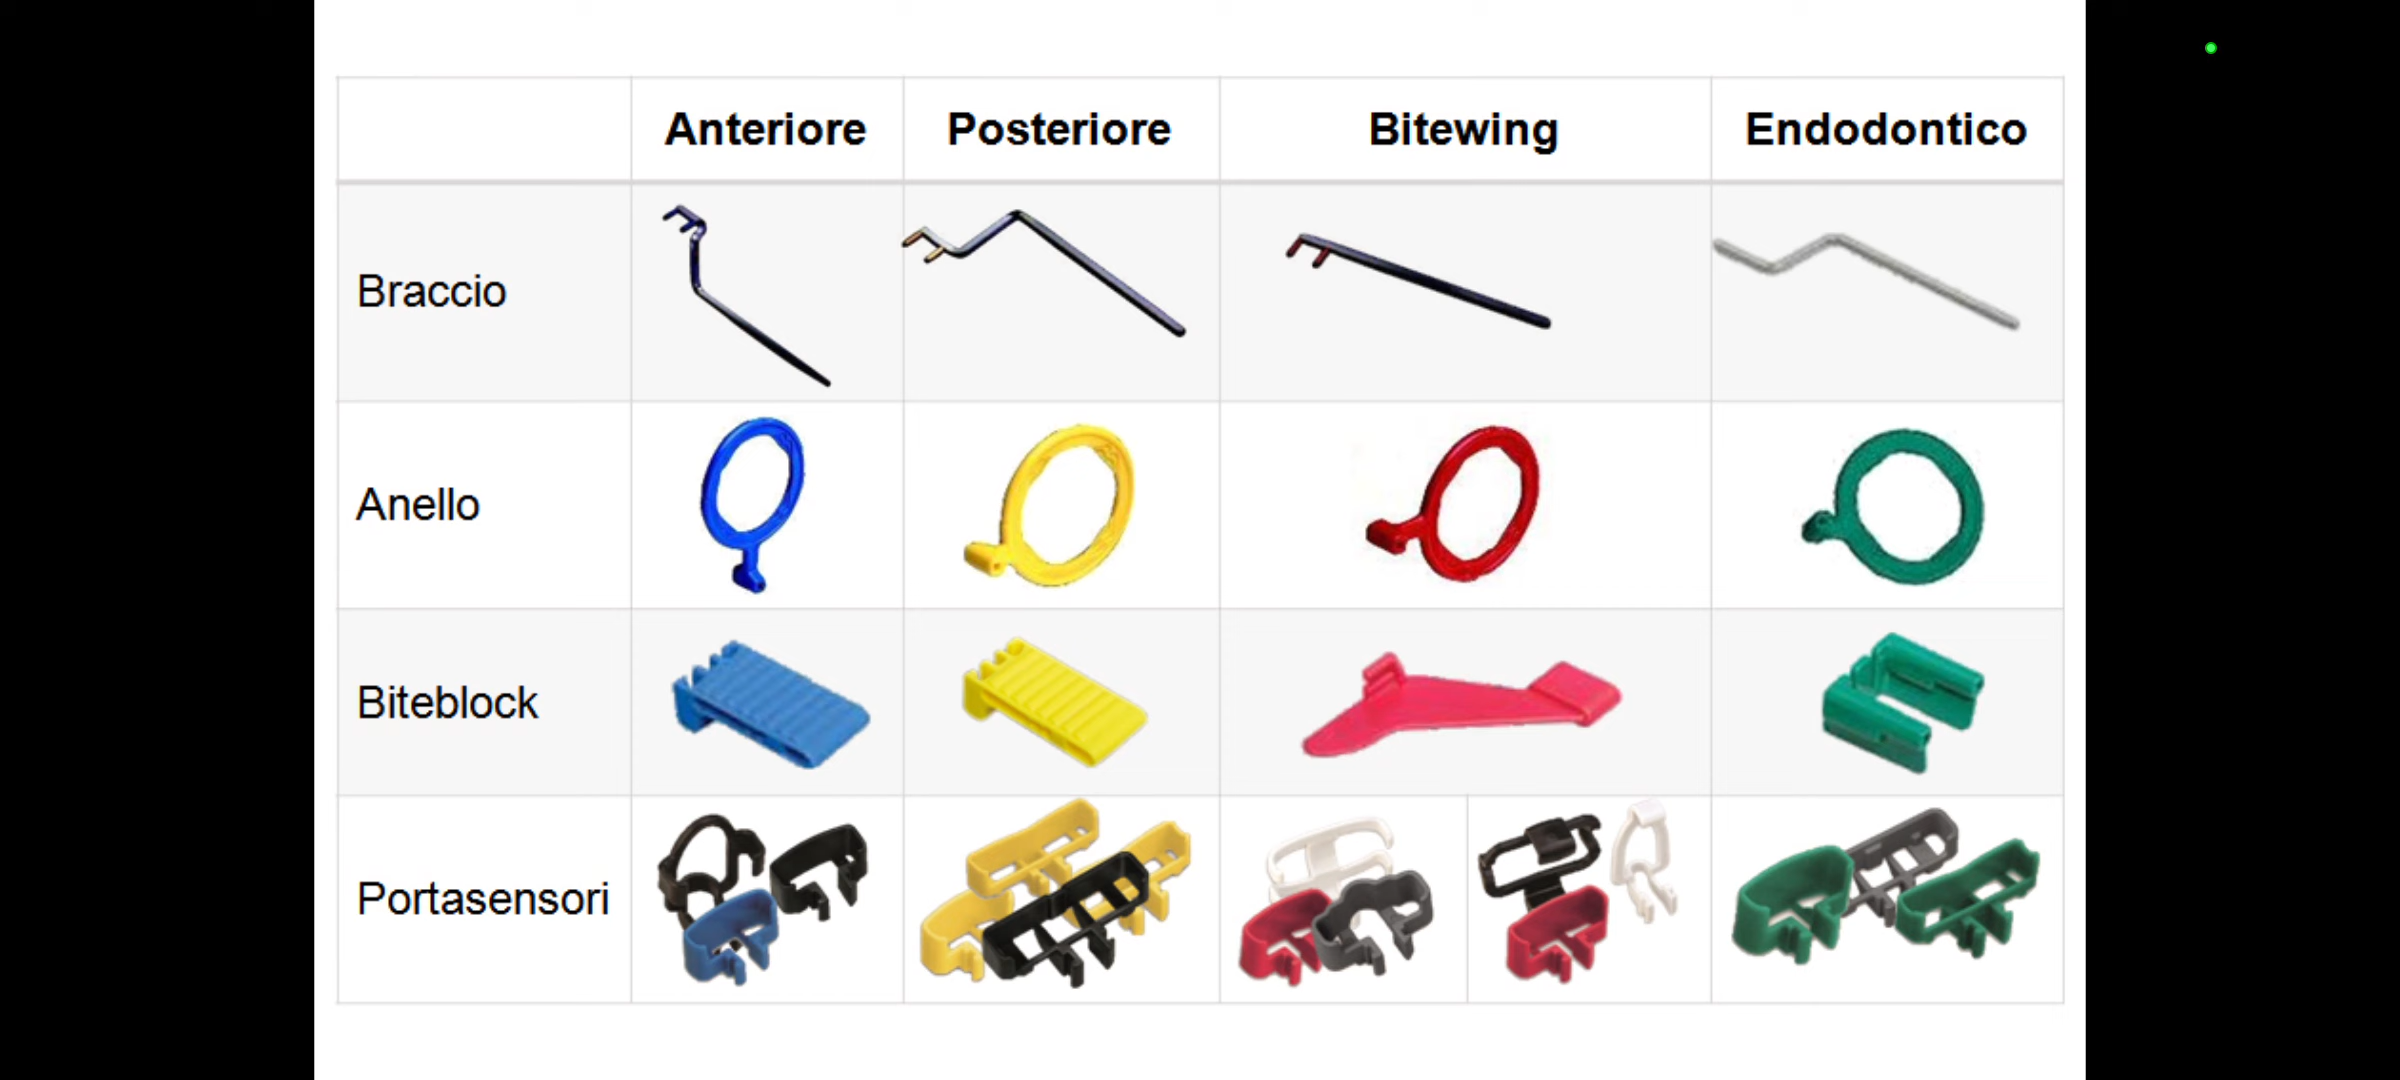 Anteriore Posteriore Bitewing Endodontico
Braccio
Anello
Biteblock
Portasensori